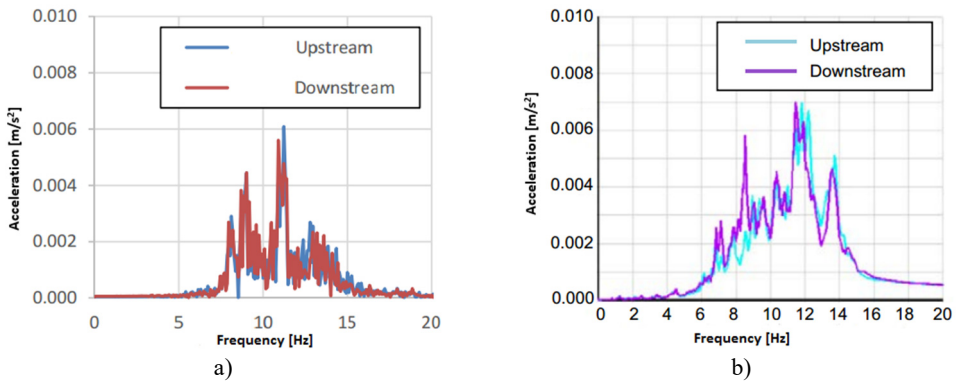 0.010
0.008
0.006
0.004
0.002
0.000
Acceleration [m/s²]
Upstream
Downstream
0 5 10 15 20
Frequency [Hz]
a)
0.010
0.008
0.006
0.004
0.002
0.000
Acceleration [m/s²]
Upstream
Downstream
0 2 4 6 8 10 12 14 16 18 20
Frequency [Hz]
b)